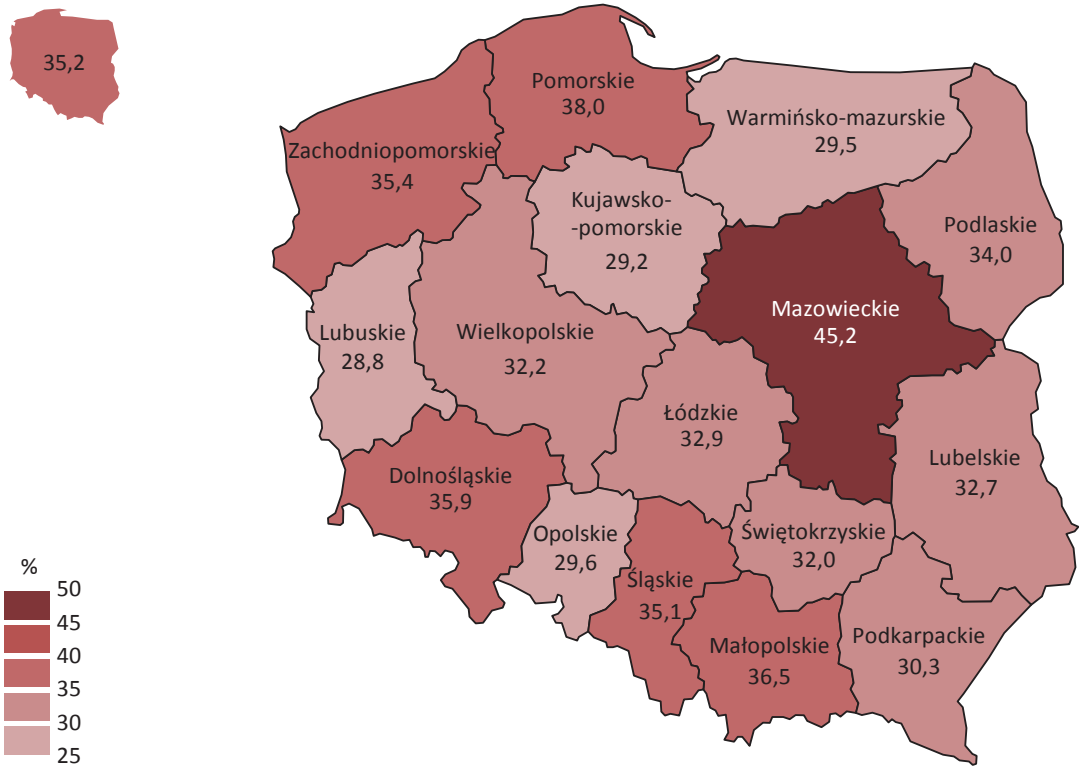 35,2
Pomorskie
38,0
Warmińsko-mazurskie
29,5
Zachodniopomorskie
35,4
Kujawsko-
-pomorskie
29,2
Podlaskie
34,0
Mazowieckie
45,2
Lubuskie
28,8
Wielkopolskie
32,2
Łódzkie
32,9
Lubelskie
32,7
Dolnośląskie
35,9
Opolskie
29,6
Świętokrzyskie
32,0
Śląskie
35,1
Małopolskie
36,5
Podkarpackie
30,3
%
50
45
40
35
30
25